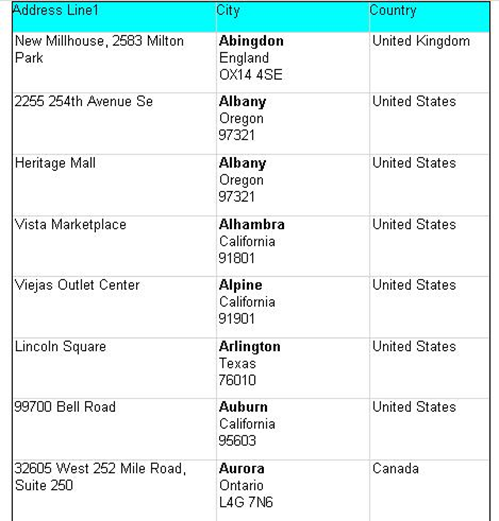 Address Line1 City Country
New Millhouse, 2583 Milton Abingdon United Kingdom
Park England
OX14 4SE
2255 254th Avenue Se Albany United States
Oregon
97321
Heritage Mall Albany United States
Oregon
97321
Vista Marketplace Alhambra United States
California
91801
Viejas Outlet Center Alpine United States
California
91901
Lincoln Square Arlington United States
Texas
76010
99700 Bell Road Auburn United States
California
95603
32605 West 252 Mile Road, Aurora Canada
Suite 250 Ontario
L4G 7N6